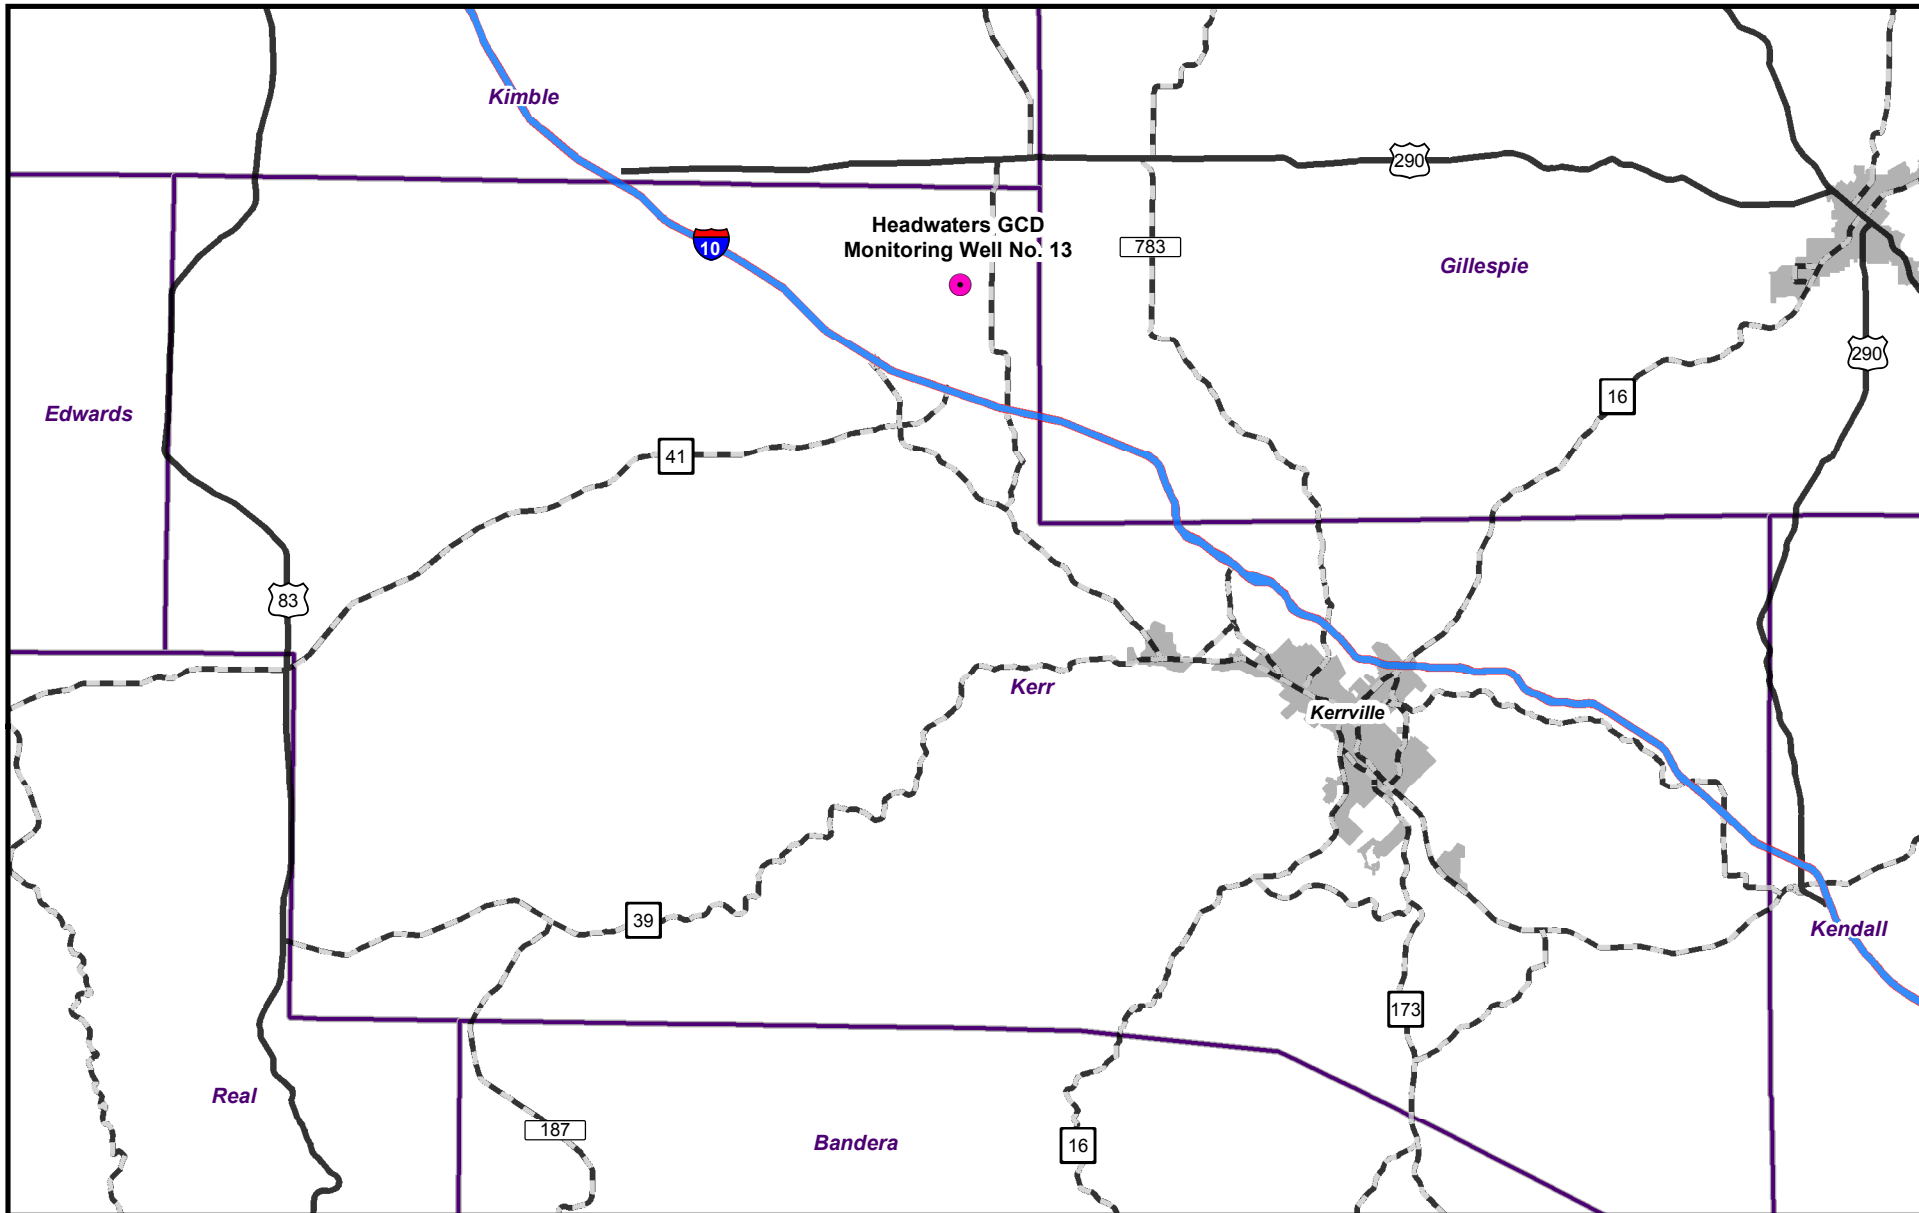 Kimble
290
Headwaters GCD
Monitoring Well No. 13
10
783
Gillespie
290
16
Edwards
41
83
Kerr
Kerrville
39
Kendall
173
Real
187
Bandera
16